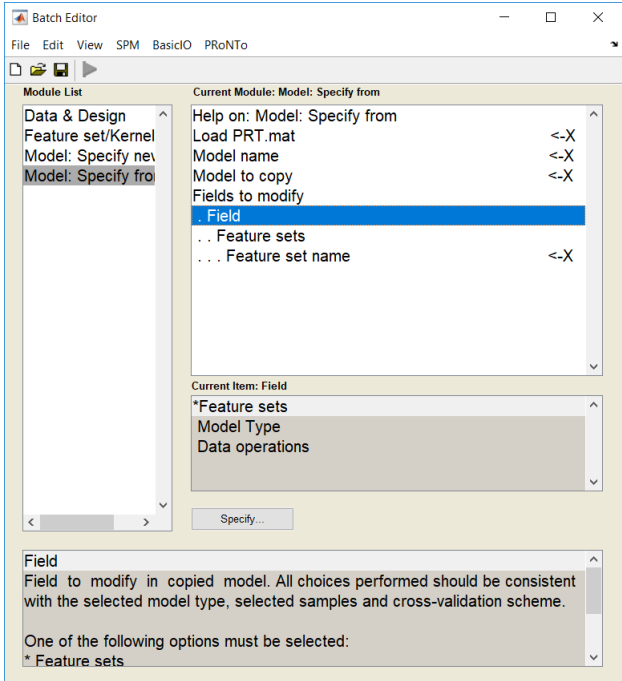 Batch Editor
File Edit View SPM BasicIO PRoNTo
Module List
Data & Design
Feature set/Kernel
Model: Specify nev
Model: Specify fro
Current Module: Model: Specify from
Help on: Model: Specify from
Load PRT.mat <-X
Model name <-X
Model to copy <-X
Fields to modify
. Field
. . Feature sets
. . . Feature set name <-X
Current Item: Field
*Feature sets
Model Type
Data operations
Specify...
Field
Field to modify in copied model. All choices performed should be consistent
with the selected model type, selected samples and cross-validation scheme.
One of the following options must be selected:
* Feature sets